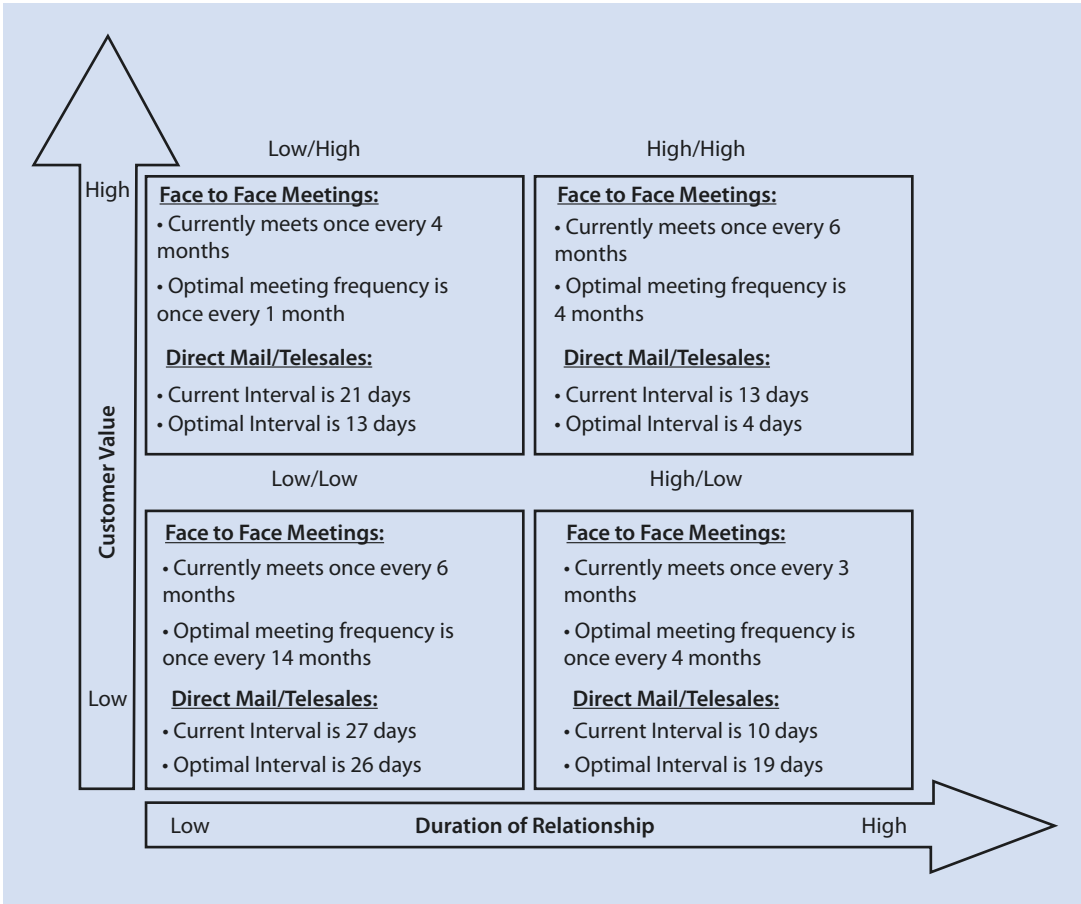 Low/High
High/High
High
Face to Face Meetings:
• Currently meets once every 4
months
• Optimal meeting frequency is
once every 1 month
Direct Mail/Telesales:
• Current Interval is 21 days
• Optimal Interval is 13 days
Face to Face Meetings:
• Currently meets once every 6
months
• Optimal meeting frequency is
4 months
Direct Mail/Telesales:
• Current Interval is 13 days
• Optimal Interval is 4 days
Customer Value
Low/Low
High/Low
Face to Face Meetings:
• Currently meets once every 6
months
• Optimal meeting frequency is
once every 14 months
Direct Mail/Telesales:
• Current Interval is 27 days
• Optimal Interval is 26 days
Face to Face Meetings:
• Currently meets once every 3
months
• Optimal meeting frequency is
once every 4 months
Direct Mail/Telesales:
• Current Interval is 10 days
• Optimal Interval is 19 days
Low
Low
Duration of Relationship
High